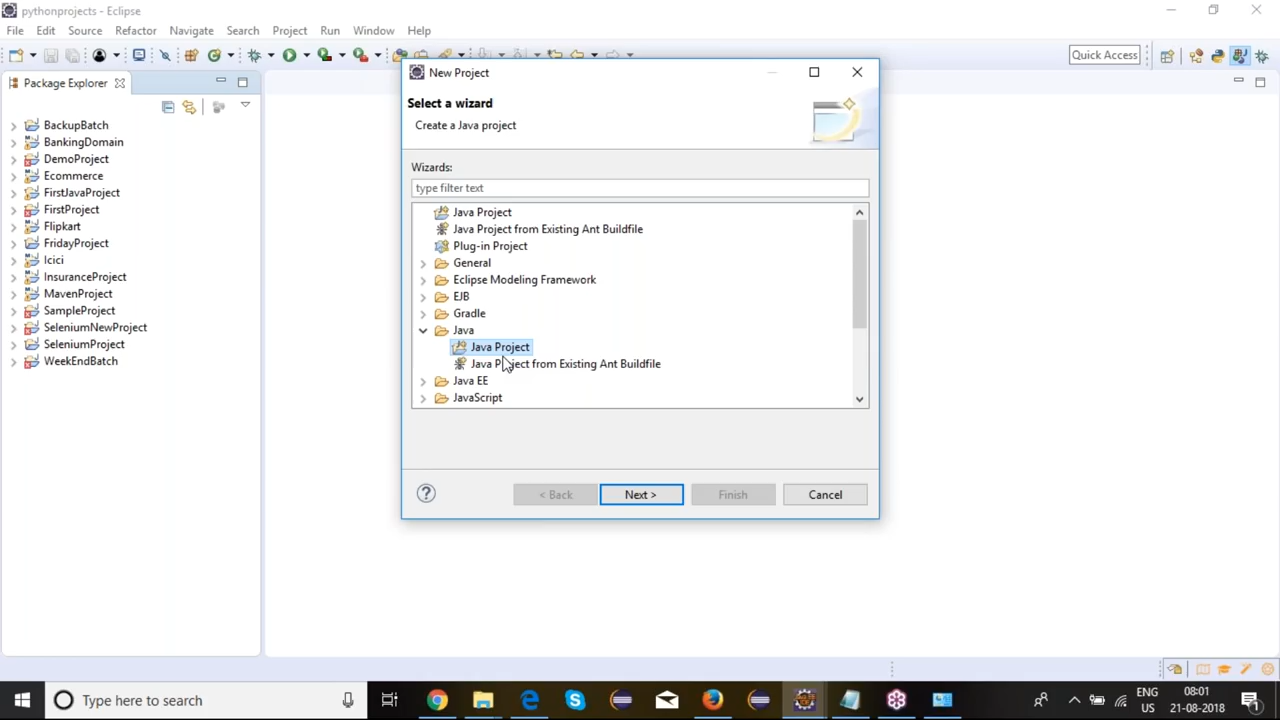 pythonprojects - Eclipse
File Edit Source Refactor Navigate Search Project Run Window Help
Quick Access
Package Explorer
BackupBatch
BankingDomain
DemoProject
Ecommerce
FirstJavaProject
FirstProject
Flipkart
FridayProject
Icici
InsuranceProject
MavenProject
SampleProject
SeleniumNewProject
SeleniumProject
WeekEndBatch
New Project
Select a wizard
Create a Java project
Wizards:
type filter text
Java Project
Java Project from Existing Ant Buildfile
Plug-in Project
General
Eclipse Modeling Framework
EJB
Gradle
Java
Java Project
Java Project from Existing Ant Buildfile
Java EE
JavaScript
< Back Next > Finish Cancel
Type here to search
ENG
US
08:01
21-08-2018
1